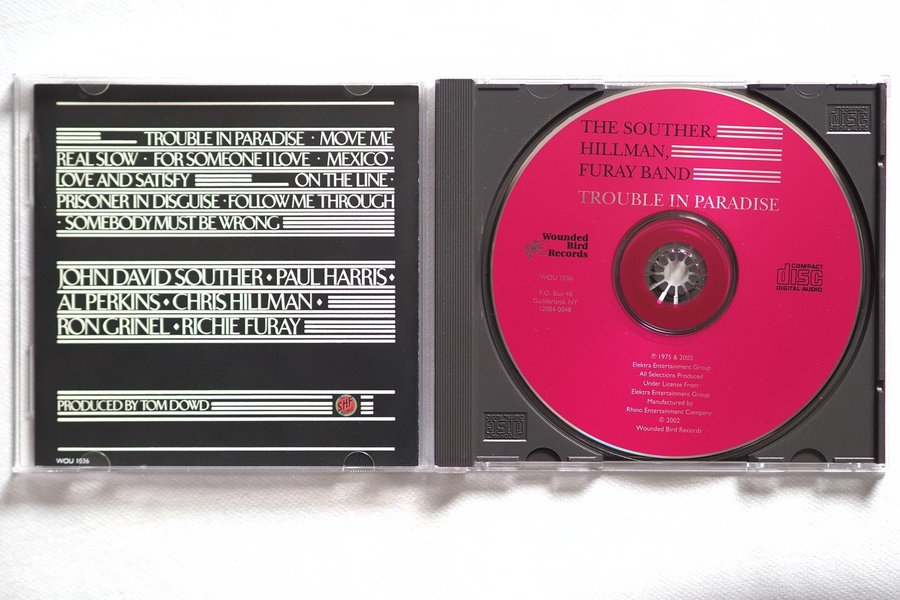 TROUBLE IN PARADISE · MOVE ME
REAL SLOW · FOR SOMEONE I LOVE · MEXICO ·
LOVE AND SATISFY ON THE LINE ·
PRISONER IN DISGUISE · FOLLOW ME THROUGH
· SOMEBODY MUST BE WRONG
JOHN DAVID SOUTHER ♦ PAUL HARRIS ♦
AL PERKINS ♦ CHRIS HILLMAN ♦
RON GRINEL ♦ RICHIE FURAY
PRODUCED BY TOM DOWD
SHF
WOU 1036
THE SOUTHER,
HILLMAN,
FURAY BAND
TROUBLE IN PARADISE
Wounded
Bird
Records
WOU 1036
P.O. Box 48
Guilderland, NY
12084-0048
COMPACT
disc
DIGITAL AUDIO
℗ 1975 & 2002
Elektra Entertainment Group
All Selections Produced
Under License From
Elektra Entertainment Group
Manufactured by
Rhino Entertainment Company
© 2002
Wounded Bird Records
COMPACT
disc
disc